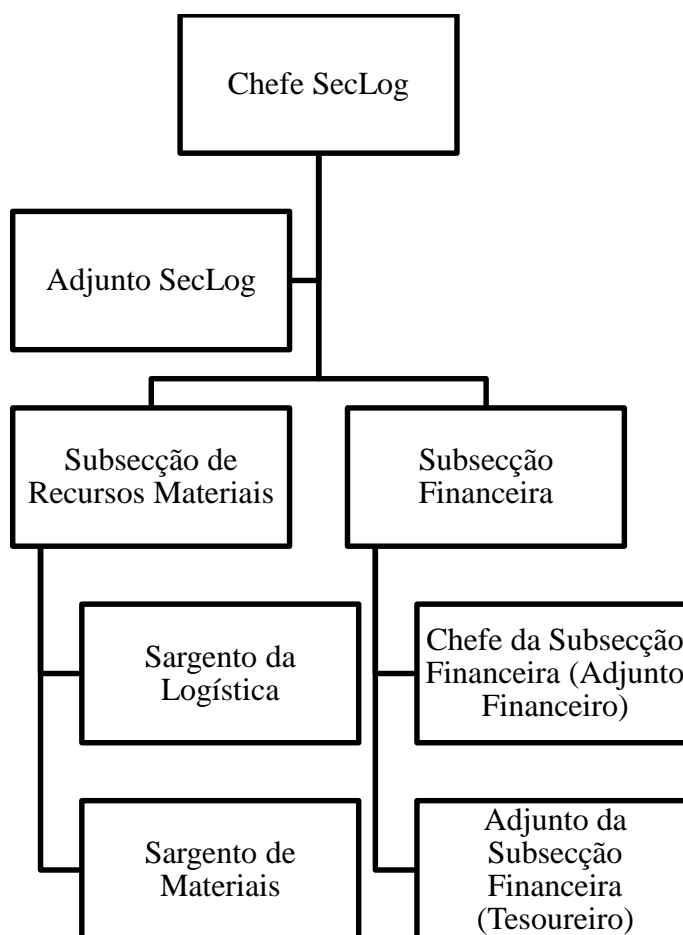 Chefe SecLog
Adjunto SecLog
Subsecção de
Recursos Materiais
Subsecção
Financeira
Sargento da
Logística
Chefe da Subsecção
Financeira (Adjunto
Financeiro)
Sargento de
Materiais
Adjunto da
Subsecção
Financeira
(Tesoureiro)